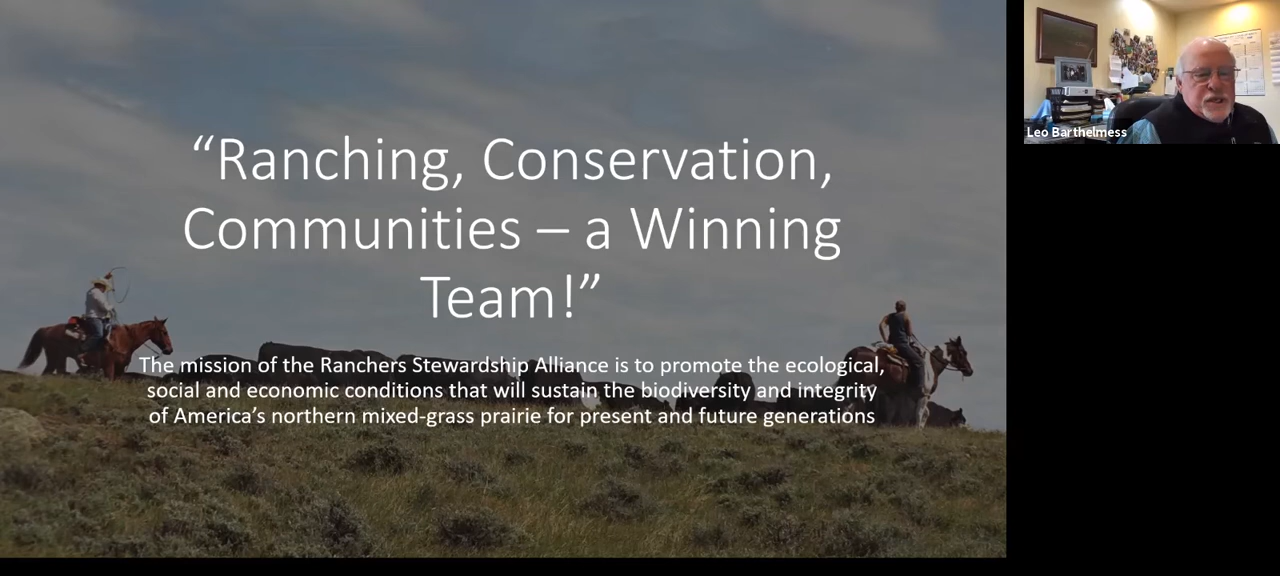 “Ranching, Conservation,
Communities – a Winning
Team!”
The mission of the Ranchers Stewardship Alliance is to promote the ecological,
social and economic conditions that will sustain the biodiversity and integrity
of America’s northern mixed-grass prairie for present and future generations
Leo Barthelmess